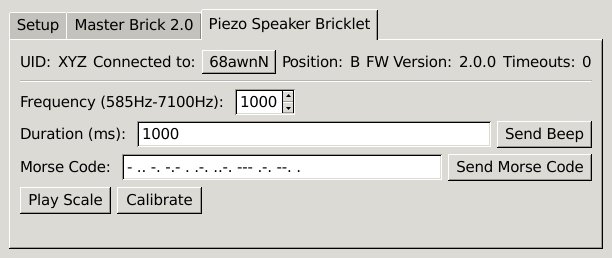 Setup Master Brick 2.0 Piezo Speaker Bricklet
UID: XYZ Connected to: 68awnN Position: B FW Version: 2.0.0 Timeouts: 0
Frequency (585Hz-7100Hz): 1000
Duration (ms): 1000 Send Beep
Morse Code: - .. -. -.- . .-. ..-. --- .-. --. . Send Morse Code
Play Scale Calibrate